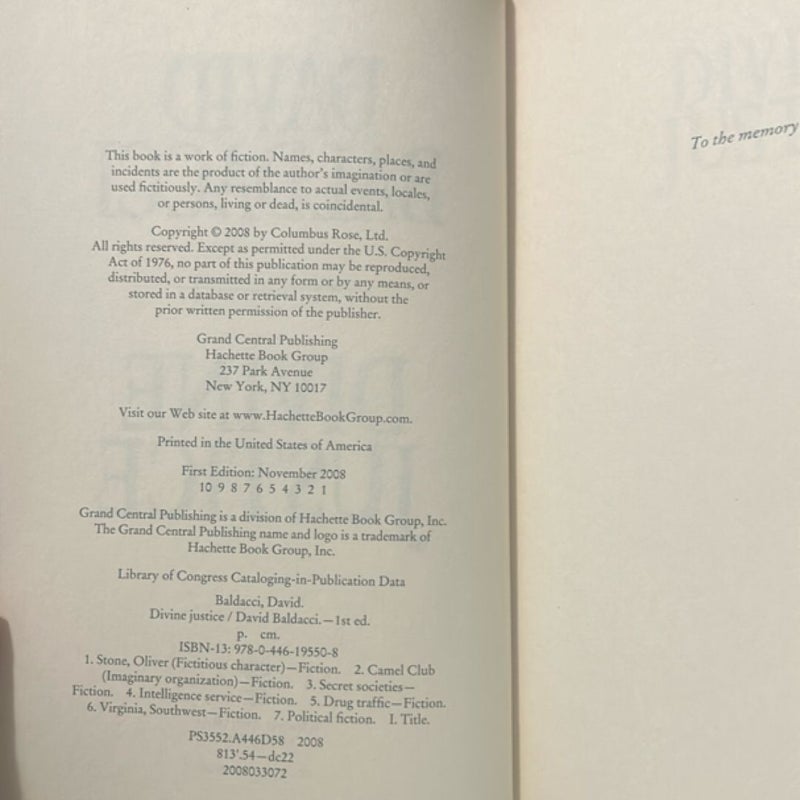 This book is a work of fiction. Names, characters, places, and
incidents are the product of the author's imagination or are
used fictitiously. Any resemblance to actual events, locales,
or persons, living or dead, is coincidental.
Copyright © 2008 by Columbus Rose, Ltd.
All rights reserved. Except as permitted under the U.S. Copyright
Act of 1976, no part of this publication may be reproduced,
distributed, or transmitted in any form or by any means, or
stored in a database or retrieval system, without the
prior written permission of the publisher.
Grand Central Publishing
Hachette Book Group
237 Park Avenue
New York, NY 10017
Visit our Web site at www.HachetteBookGroup.com.
Printed in the United States of America
First Edition: November 2008
10 9 8 7 6 5 4 3 2 1
Grand Central Publishing is a division of Hachette Book Group, Inc.
The Grand Central Publishing name and logo is a trademark of
Hachette Book Group, Inc.
Library of Congress Cataloging-in-Publication Data
Baldacci, David.
Divine justice / David Baldacci.—1st ed.
p. cm.
ISBN-13: 978-0-446-19550-8
1. Stone, Oliver (Fictitious character)—Fiction. 2. Camel Club
(Imaginary organization)—Fiction. 3. Secret societies—
Fiction. 4. Intelligence service—Fiction. 5. Drug traffic—Fiction.
6. Virginia, Southwest—Fiction. 7. Political fiction. I. Title.
PS3552.A446D58 2008
813'.54—dc22
2008033072
To the memory